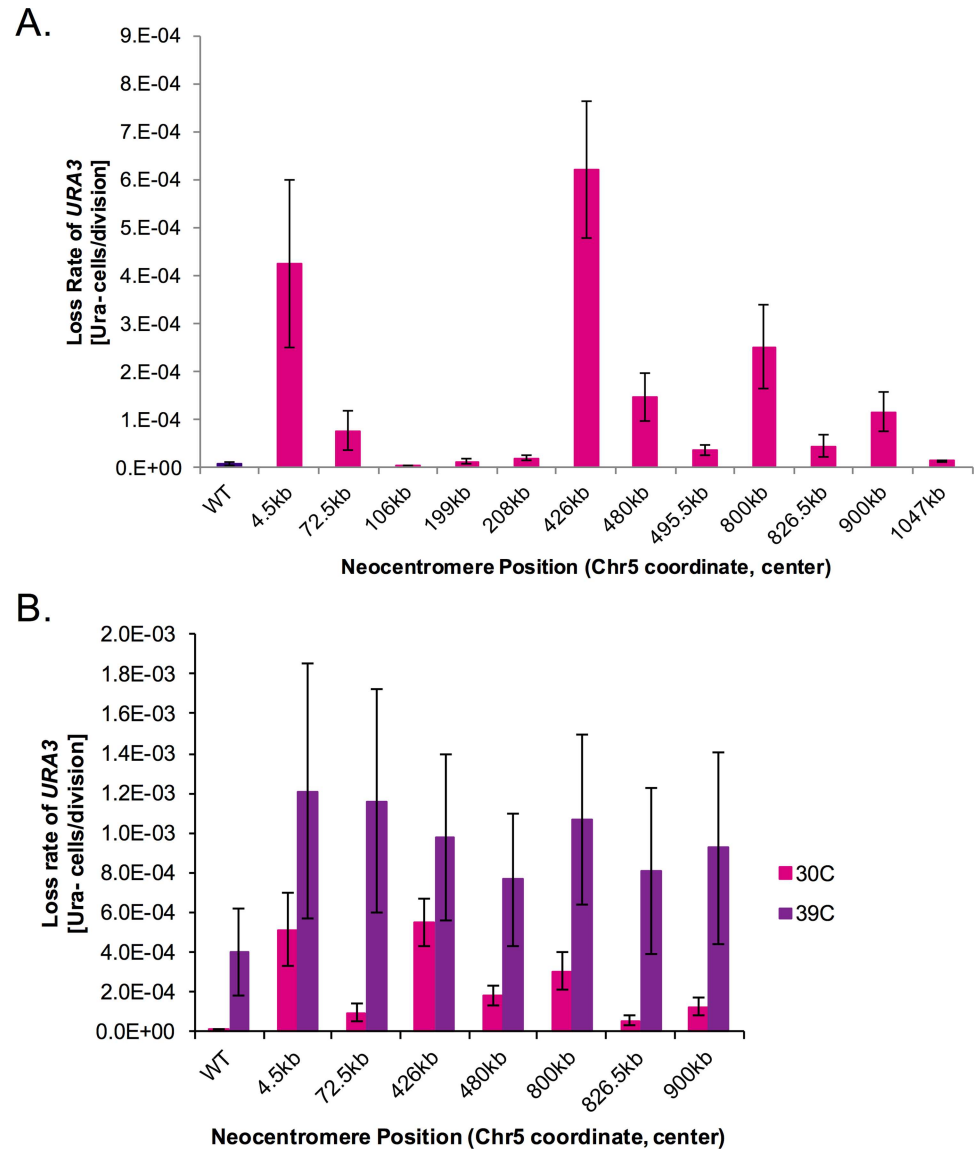 A.
9.E-04
8.E-04
7.E-04
6.E-04
5.E-04
4.E-04
3.E-04
2.E-04
1.E-04
0.E+00
Loss Rate of URA3
[Ura- cells/division]
WT
4.5kb
72.5kb
106kb
199kb
208kb
426kb
480kb
495.5kb
800kb
826.5kb
900kb
1047kb
Neocentromere Position (Chr5 coordinate, center)
B.
2.0E-03
1.8E-03
1.6E-03
1.4E-03
1.2E-03
1.0E-03
8.0E-04
6.0E-04
4.0E-04
2.0E-04
0.0E+00
Loss rate of URA3
[Ura- cells/division]
30C
39C
WT
4.5kb
72.5kb
426kb
480kb
800kb
826.5kb
900kb
Neocentromere Position (Chr5 coordinate, center)